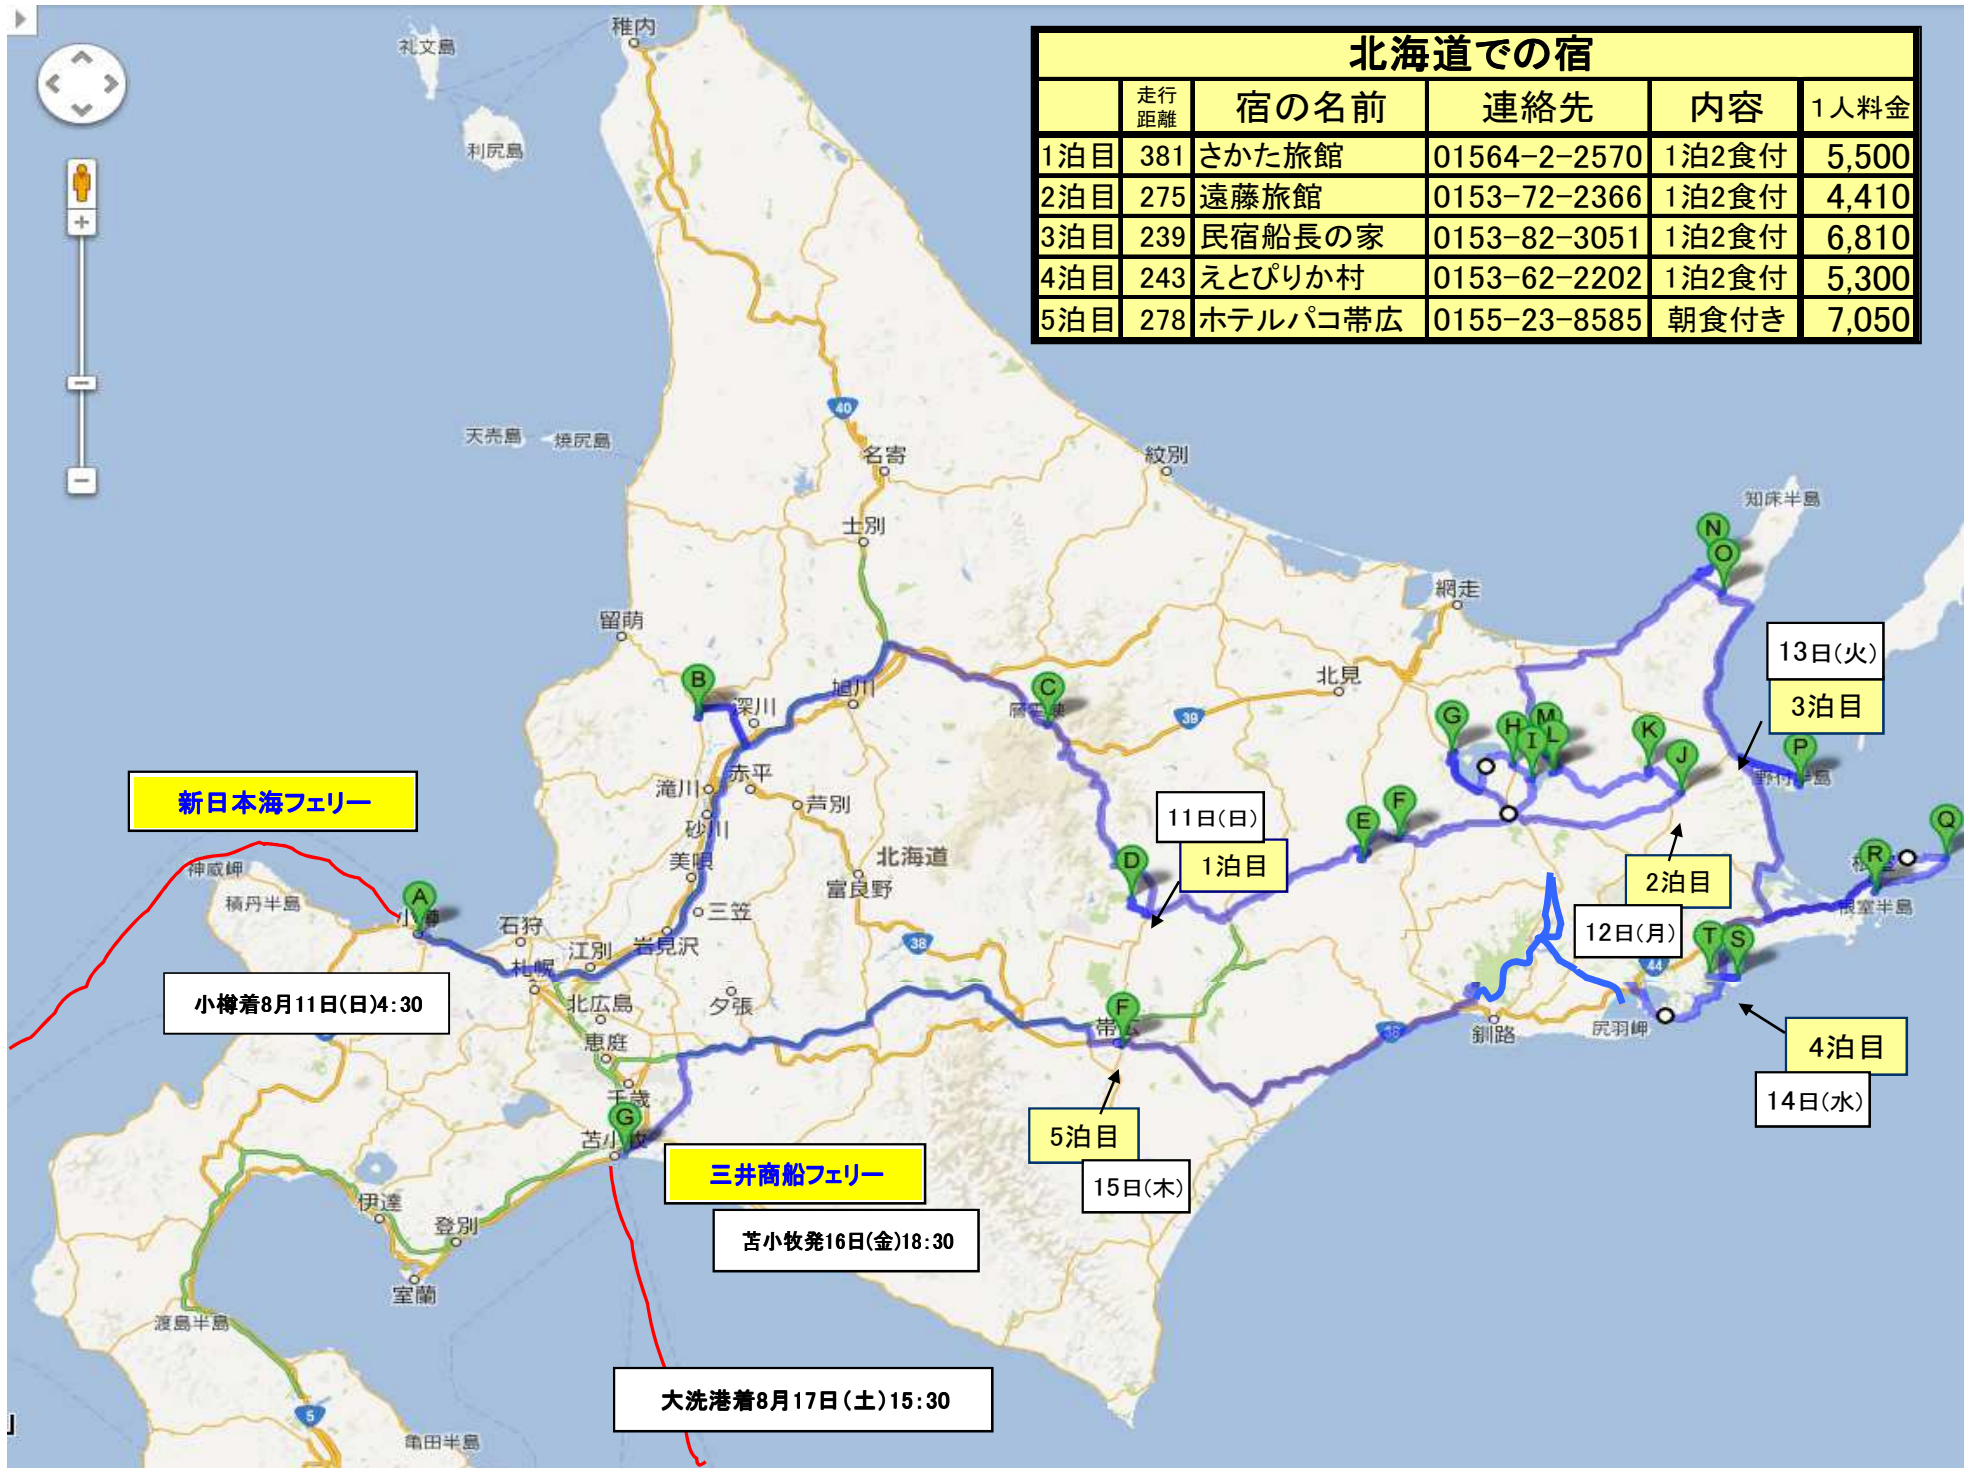 稚内
礼文島
利尻島
北海道での宿
走行距離 宿の名前 連絡先 内容 1人料金
1泊目 381 さかた旅館 01564-2-2570 1泊2食付 5,500
2泊目 275 遠藤旅館 0153-72-2366 1泊2食付 4,410
3泊目 239 民宿船長の家 0153-82-3051 1泊2食付 6,810
4泊目 243 えとぴりか村 0153-62-2202 1泊2食付 5,300
5泊目 278 ホテルパコ帯広 0155-23-8585 朝食付き 7,050
40
天売島
焼尻島
名寄
紋別
知床半島
士別
N
O
網走
留萌
13日(火)
3泊目
B
深川
旭川
C
北見
39
G
H
M
I
L
K
J
P
野付半島
新日本海フェリー
滝川
赤平
芦別
砂川
11日(日)
1泊目
E
F
Q
美唄
北海道
富良野
D
2泊目
R
神威岬
積丹半島
A
三笠
根室半島
石狩
江別
岩見沢
38
12日(月)
T
S
44
札幌
小樽着8月11日(日)4:30
北広島
夕張
F
釧路
尻羽岬
38
恵庭
4泊目
千歳
14日(水)
G
5泊目
三井商船フェリー
15日(木)
伊達
登別
苫小牧発16日(金)18:30
室蘭
渡島半島
大洗港着8月17日(土)15:30
5
亀田半島